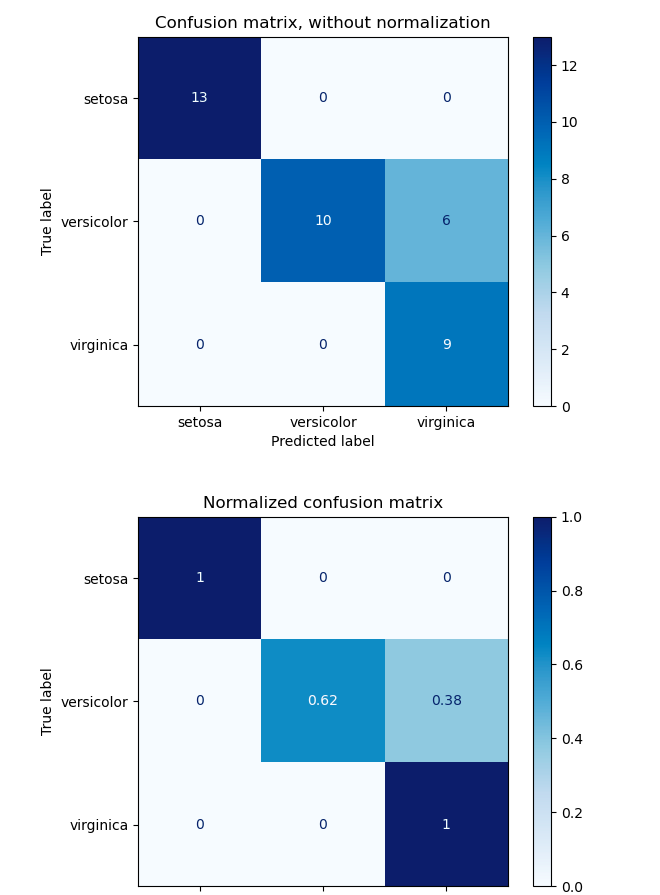 Confusion matrix, without normalization
setosa 13 0 0
versicolor 0 10 6
virginica 0 0 9
True label
setosa versicolor virginica
Predicted label
12
10
8
6
4
2
0
Normalized confusion matrix
setosa 1 0 0
versicolor 0 0.62 0.38
virginica 0 0 1
True label
1.0
0.8
0.6
0.4
0.2
0.0